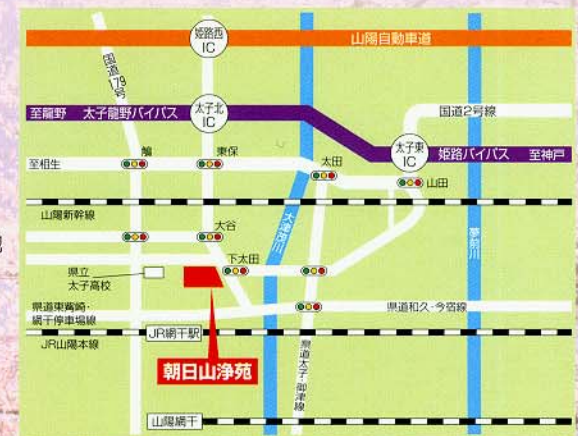 姫路西
IC
山陽自動車道
国道179号
至龍野
太子龍野バイパス
太子北
IC
国道2号線
太子東
IC
姫路バイパス
至神戸
至相生
鵤
東保
太田
山田
山陽新幹線
大谷
大津茂川
夢前川
下太田
県立
太子高校
県道東觜崎・
網干停車場線
県道和久・今宿線
JR網干駅
JR山陽本線
朝日山浄苑
県道太子・御津線
山陽網干